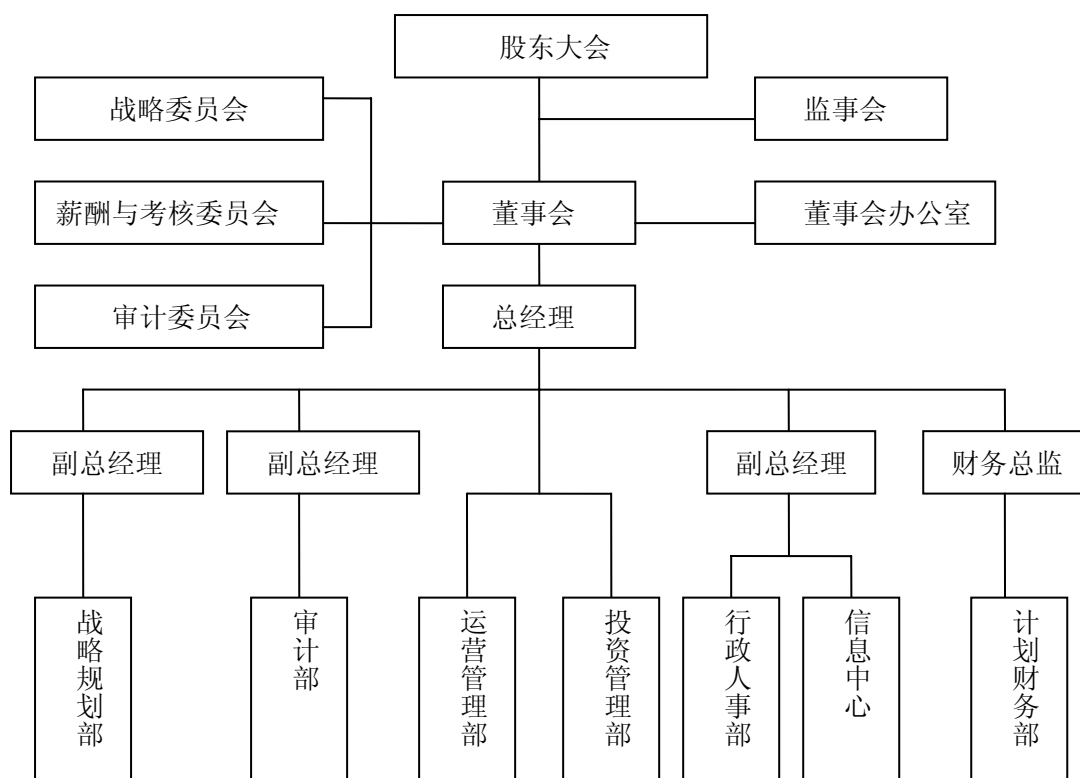 股东大会
战略委员会
监事会
薪酬与考核委员会
董事会
董事会办公室
审计委员会
总经理
副总经理
副总经理
副总经理
财务总监
战略规划部
审计部
运营管理部
投资管理部
行政人事部
信息中心
计划财务部